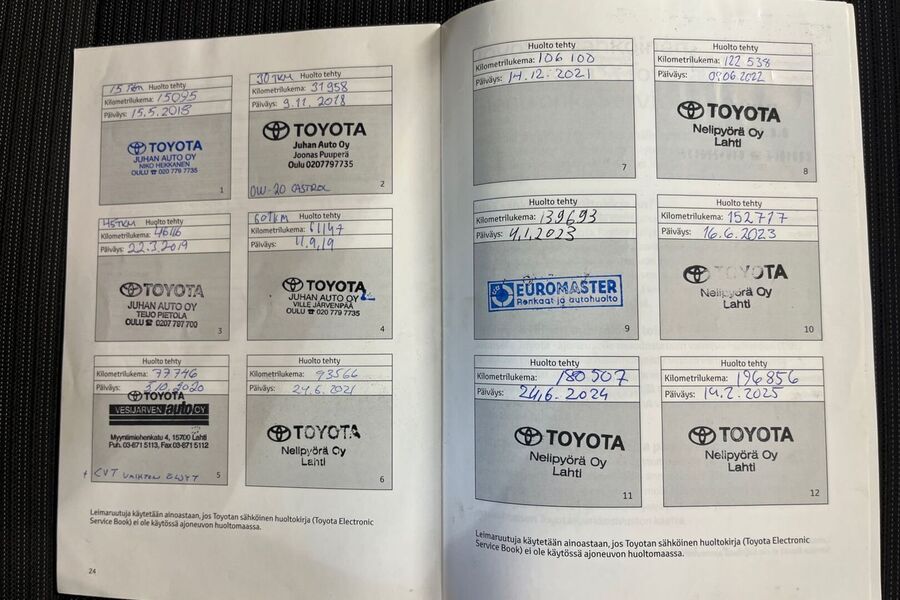 15 TKM Huolto tehty
Kilometrilukema: 15095
Päiväys: 15.5.2018
TOYOTA
JUHAN AUTO OY
NIKO HEKKANEN
OULU ☎ 020 779 7735
1
30 TKM Huolto tehty
Kilometrilukema: 31958
Päiväys: 9.11.2018
TOYOTA
Juhan Auto Oy
Joonas Puuperä
Oulu 0207797735
0W-20 CASTROL
2
45 TKM Huolto tehty
Kilometrilukema: 46116
Päiväys: 22.3.2019
TOYOTA
JUHAN AUTO OY
TEIJO PIETOLA
OULU ☎ 0207 797 700
3
60 TKM Huolto tehty
Kilometrilukema: 61147
Päiväys: 11.9.19
TOYOTA
JUHAN AUTO OY
VILLE JÄRVENPÄÄ
OULU ☎ 020 779 7735
4
Huolto tehty
Kilometrilukema: 77746
Päiväys: 2020
TOYOTA
VESIJÄRVEN auto OY
Myyntimiehenkatu 4, 15700 Lahti
Puh. 03-871 5113, Fax 03-871 5112
+ CVT VAIHTEN ÖLJYT
5
Huolto tehty
Kilometrilukema: 93566
Päiväys: 24.6.2021
TOYOTA
Nelipyörä Oy
Lahti
6
Leimaruutuja käytetään ainoastaan, jos Toyotan sähköinen huoltokirja (Toyota Electronic
Service Book) ei ole käytössä ajoneuvon huoltomaassa.
24
Huolto tehty
Kilometrilukema: 106 100
Päiväys: 14.12.2021
7
Huolto tehty
Kilometrilukema: 122 538
Päiväys: 09.06.2022
TOYOTA
Nelipyörä Oy
Lahti
8
Huolto tehty
Kilometrilukema: 139693
Päiväys: 4.1.2023
EUROMASTER
Renkaat ja autohuolto
9
Huolto tehty
Kilometrilukema: 152717
Päiväys: 16.6.2023
TOYOTA
Nelipyörä Oy
Lahti
10
Huolto tehty
Kilometrilukema: 180507
Päiväys: 24.6.2024
TOYOTA
Nelipyörä Oy
Lahti
11
Huolto tehty
Kilometrilukema: 196856
Päiväys: 14.2.2025
TOYOTA
Nelipyörä Oy
Lahti
12
Leimaruutuja käytetään ainoastaan, jos Toyotan sähköinen huoltokirja (Toyota Electronic
Service Book) ei ole käytössä ajoneuvon huoltomaassa.